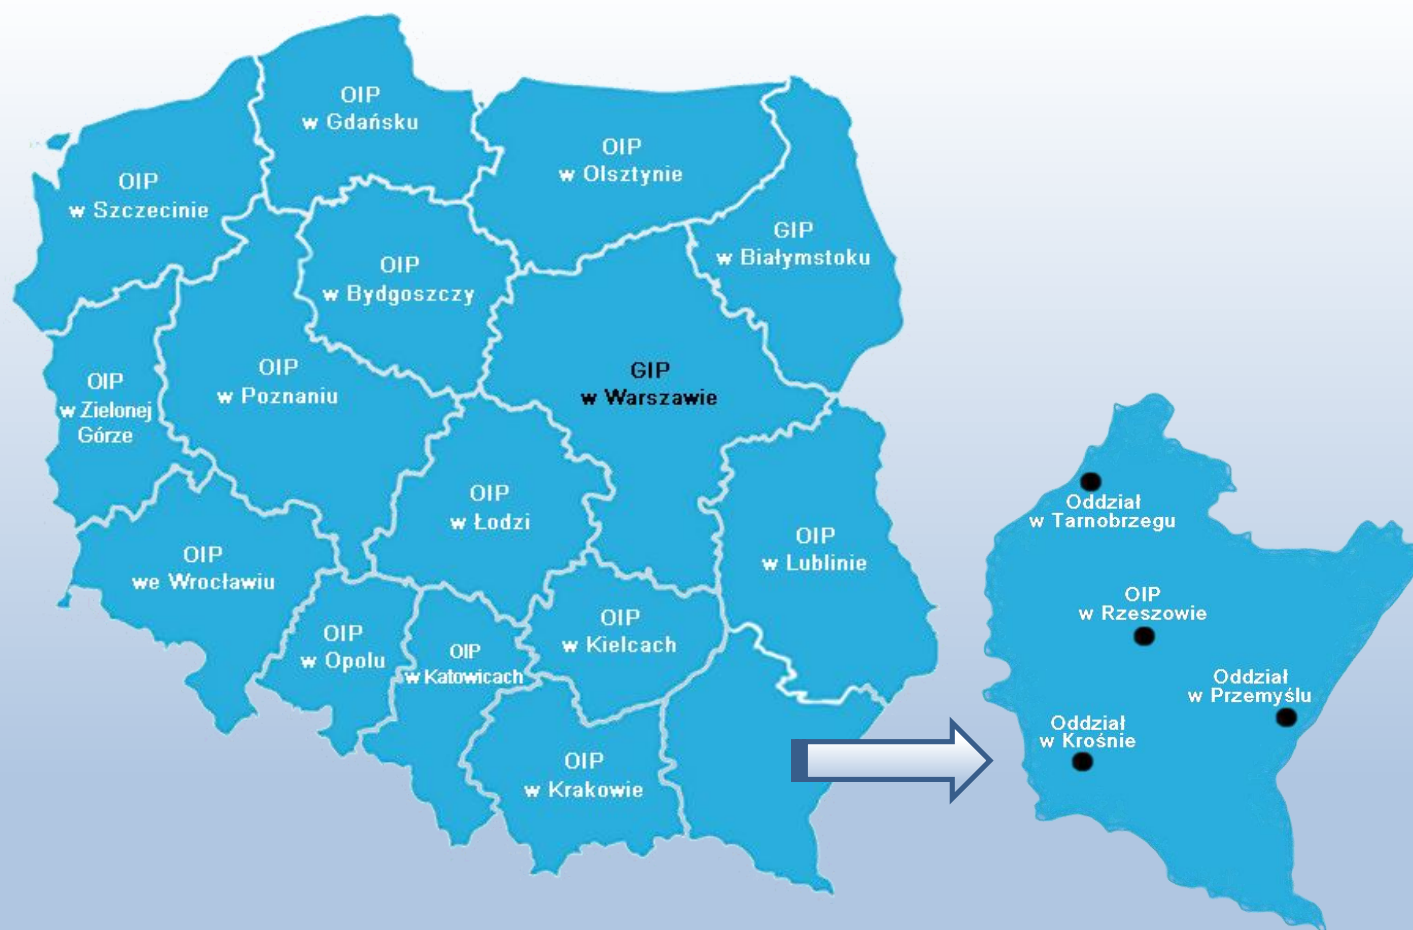 OIP
w Gdańsku
OIP
w Olsztynie
OIP
w Szczecinie
GIP
w Białymstoku
OIP
w Bydgoszczy
OIP
w Poznaniu
GIP
w Warszawie
OIP
w Zielonej
Górze
OIP
w Łodzi
OIP
w Lublinie
OIP
we Wrocławiu
OIP
w Opolu
OIP
w Katowicach
OIP
w Kielcach
OIP
w Krakowie
Oddział
w Tarnobrzegu
OIP
w Rzeszowie
Oddział
w Przemyślu
Oddział
w Krośnie